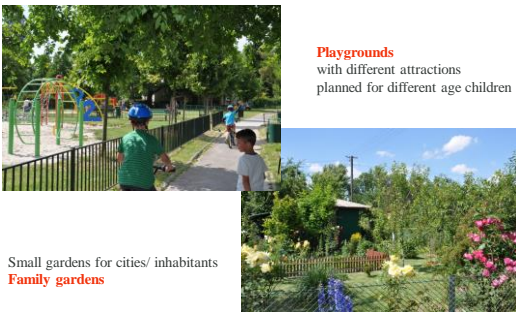 Playgrounds
with different attractions
planned for different age children
Small gardens for cities/ inhabitants
Family gardens